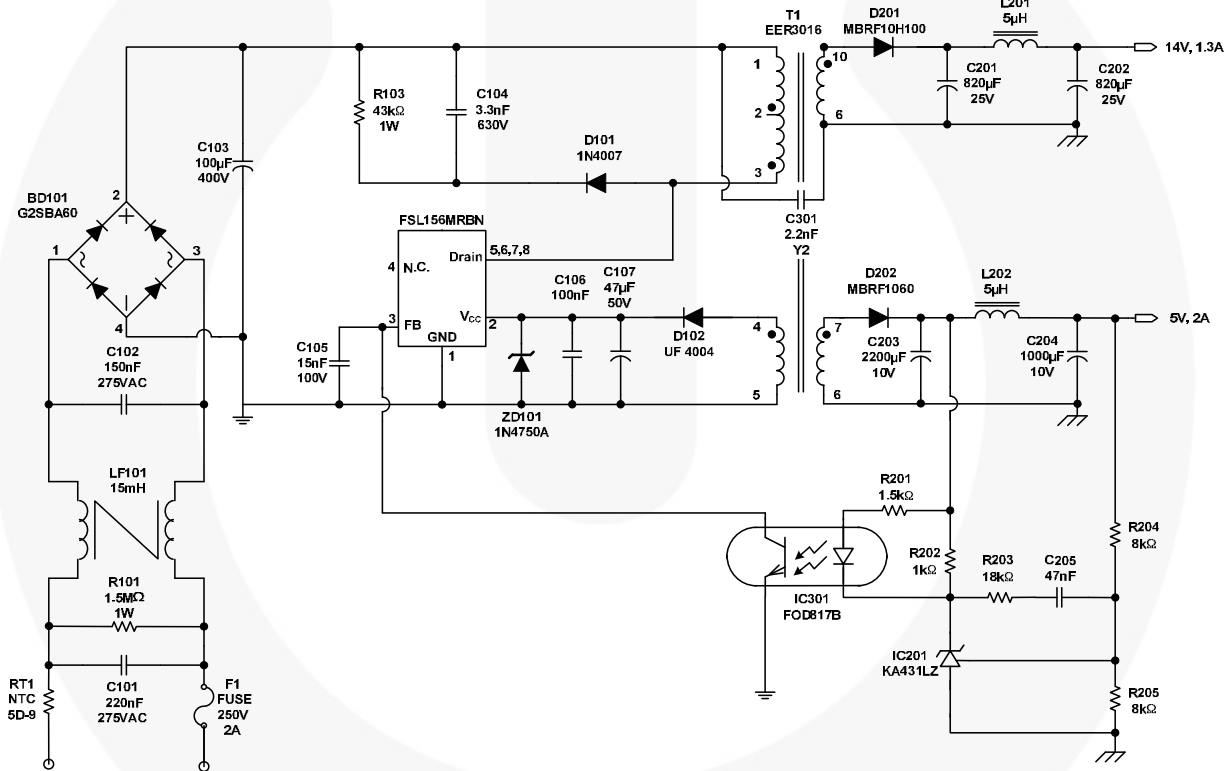 L201
5µH
D201
MBRF10H100
T1
EER3016
14V, 1.3A
10
1
C201
820µF
25V
C202
820µF
25V
R103
43kΩ
1W
C104
3.3nF
630V
2
6
D101
1N4007
C103
100µF
400V
3
BD101
G2SBA60
2
C301
2.2nF
Y2
FSL156MRBN
1
3
4
N.C.
Drain
5,6,7,8
C106
100nF
C107
47µF
50V
D202
MBRF1060
L202
5µH
3
FB
VCC
2
4
7
5V, 2A
4
GND
1
D102
UF 4004
C203
2200µF
10V
C204
1000µF
10V
C102
150nF
275VAC
C105
15nF
100V
5
6
ZD101
1N4750A
LF101
15mH
R201
1.5kΩ
R204
8kΩ
R202
1kΩ
R203
18kΩ
C205
47nF
R101
1.5MΩ
1W
IC301
FOD817B
IC201
KA431LZ
RT1
NTC
5D-9
C101
220nF
275VAC
F1
FUSE
250V
2A
R205
8kΩ